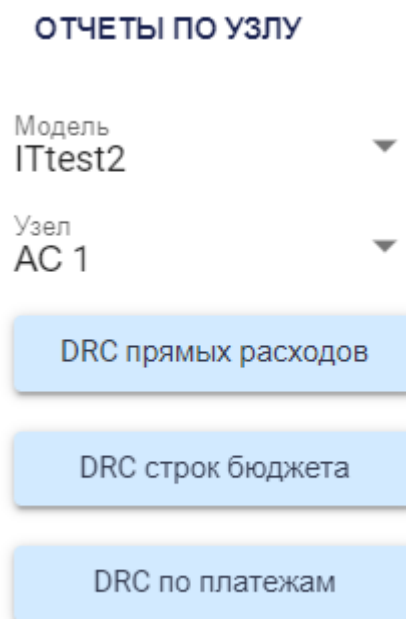 ОТЧЕТЫ ПО УЗЛУ
Модель
ITtest2
Узел
АС 1
DRC прямых расходов
DRC строк бюджета
DRC по платежам